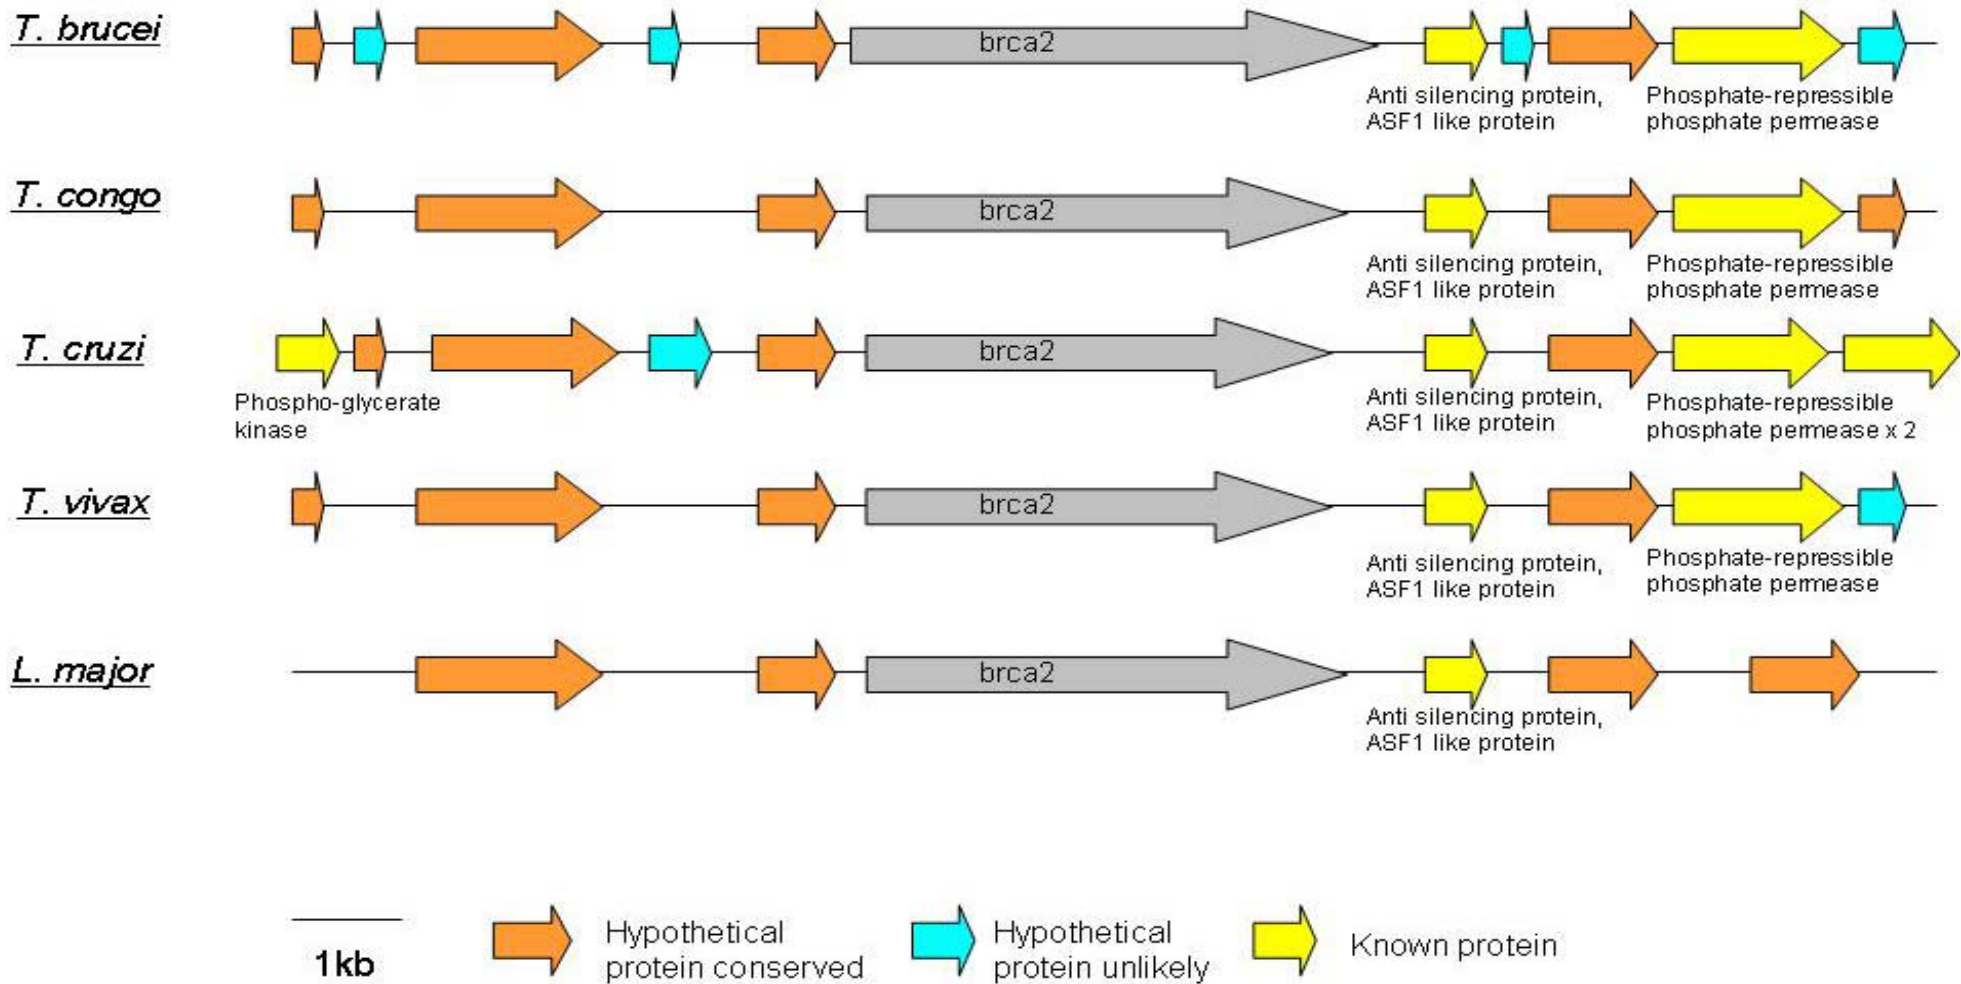 T. brucei
brca2
Anti silencing protein,
ASF1 like protein
Phosphate-repressible
phosphate permease
T. congo
brca2
Anti silencing protein,
ASF1 like protein
Phosphate-repressible
phosphate permease
T. cruzi
brca2
Phospho-glycerate
kinase
Anti silencing protein,
ASF1 like protein
Phosphate-repressible
phosphate permease x 2
T. vivax
brca2
Anti silencing protein,
ASF1 like protein
Phosphate-repressible
phosphate permease
L. major
brca2
Anti silencing protein,
ASF1 like protein
1kb
Hypothetical
protein conserved
Hypothetical
protein unlikely
Known protein